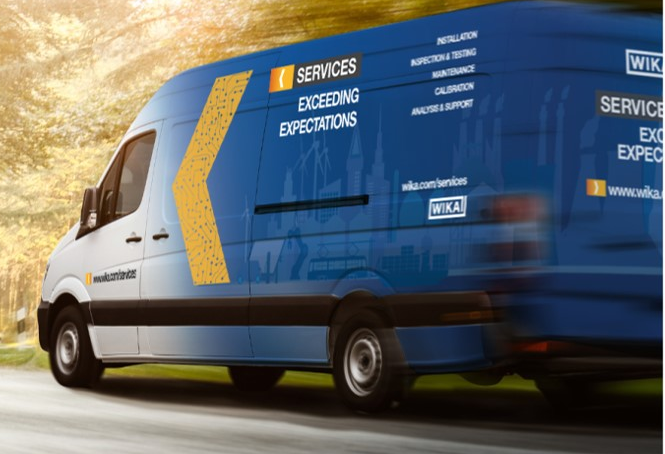 SERVICES
EXCEEDING
EXPECTATIONS
INSTALLATION
INSPECTION & TESTING
MAINTENANCE
CALIBRATION
ANALYSIS & SUPPORT
wika.com/services
WIKA
www.wika.com/services
WIKA
SERVICE
EXC
EXPEC
www.wika.